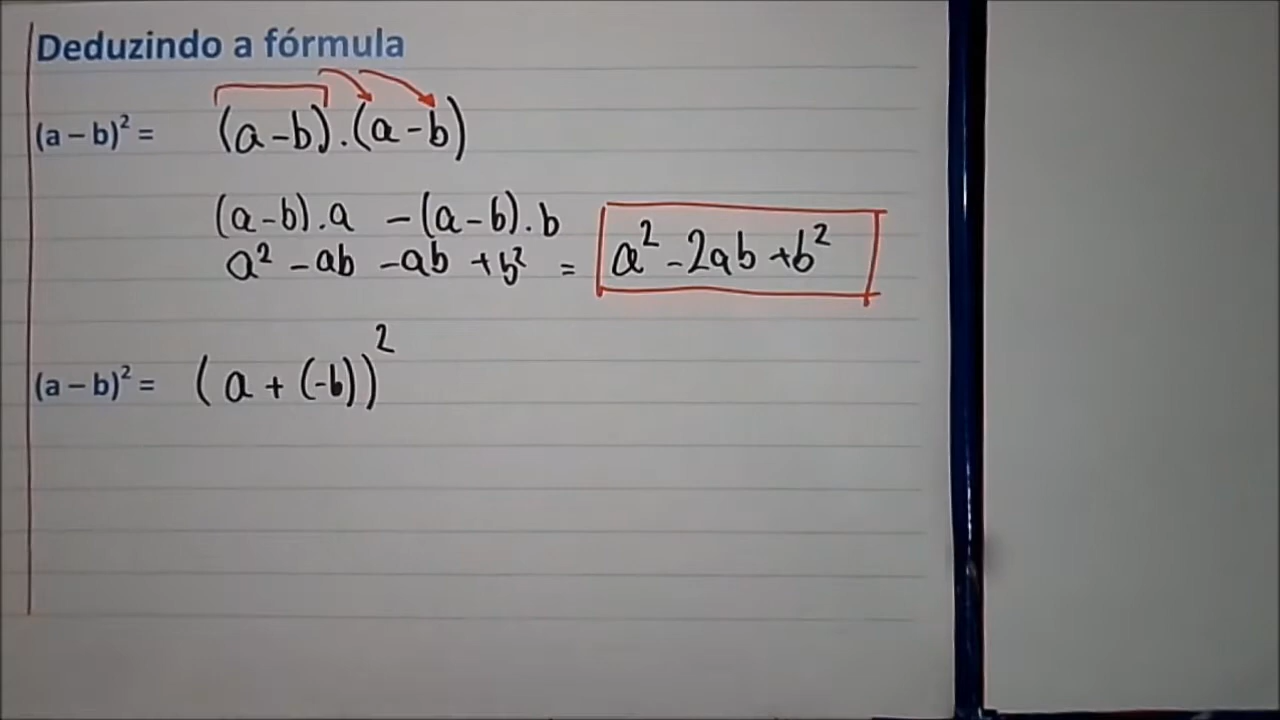 Deduzindo a fórmula
(a – b)² = (a-b).(a-b)
(a-b).a -(a-b).b
a² -ab -ab +b² = a² -2ab +b²
(a – b)² = (a + (-b))²